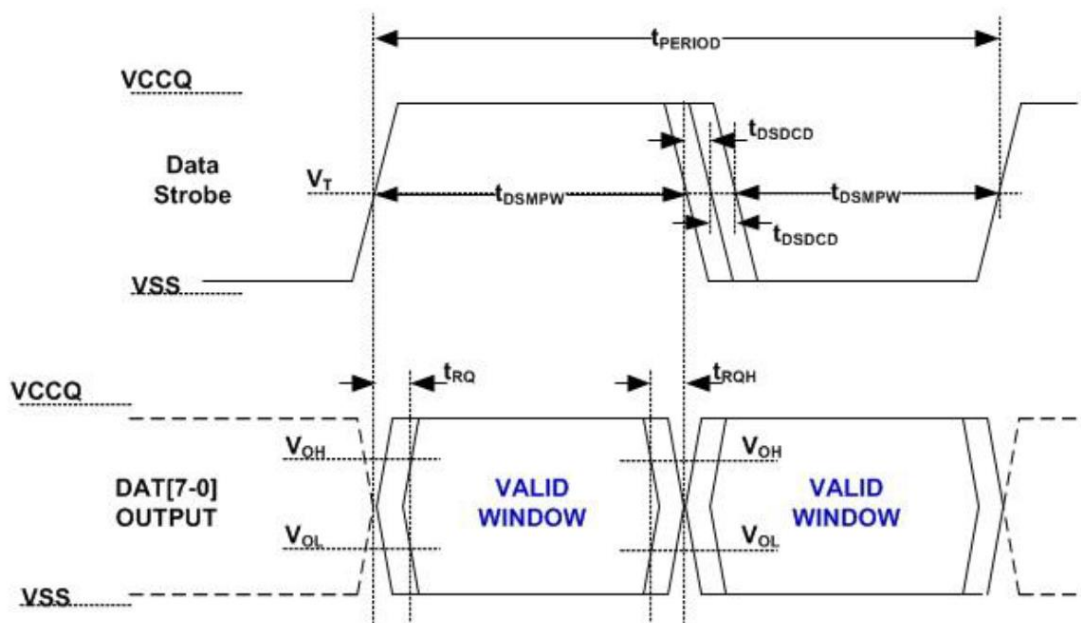 tPERIOD
VCCQ
tDSDCD
Data
Strobe
VT
tDSMPW
tDSMPW
tDSDCD
VSS
tRQ
tRQH
VCCQ
VOH
VOH
DAT[7-0]
OUTPUT
VALID
WINDOW
VALID
WINDOW
VOL
VOL
VSS